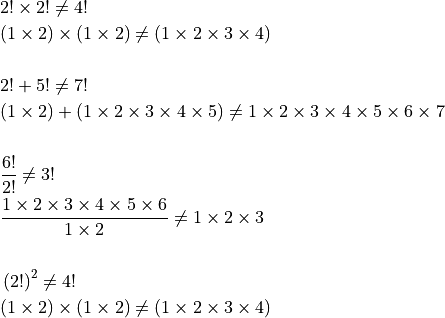 2! × 2! ≠ 4!
(1 × 2) × (1 × 2) ≠ (1 × 2 × 3 × 4)
2! + 5! ≠ 7!
(1 × 2) + (1 × 2 × 3 × 4 × 5) ≠ 1 × 2 × 3 × 4 × 5 × 6 × 7
6!/2! ≠ 3!
(1 × 2 × 3 × 4 × 5 × 6)/(1 × 2) ≠ 1 × 2 × 3
(2!)² ≠ 4!
(1 × 2) × (1 × 2) ≠ (1 × 2 × 3 × 4)